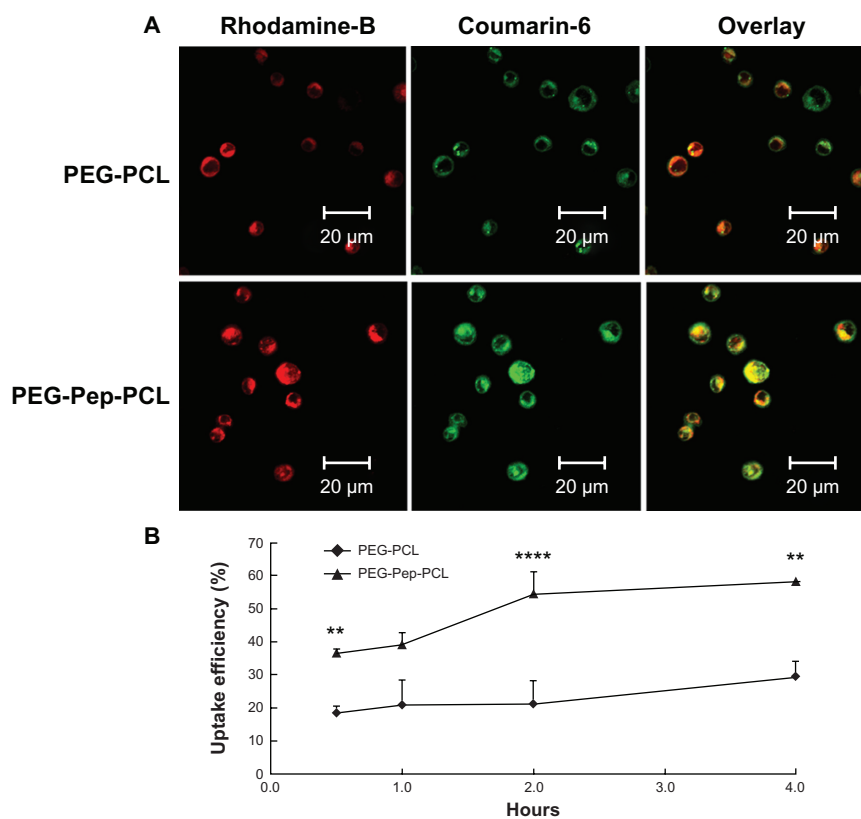 A
Rhodamine-B Coumarin-6 Overlay
PEG-PCL
20 μm 20 μm 20 μm
PEG-Pep-PCL
20 μm 20 μm 20 μm
B
PEG-PCL
PEG-Pep-PCL
**
****
**
Uptake efficiency (%)
70
60
50
40
30
20
10
0
0.0 1.0 2.0 3.0 4.0
Hours